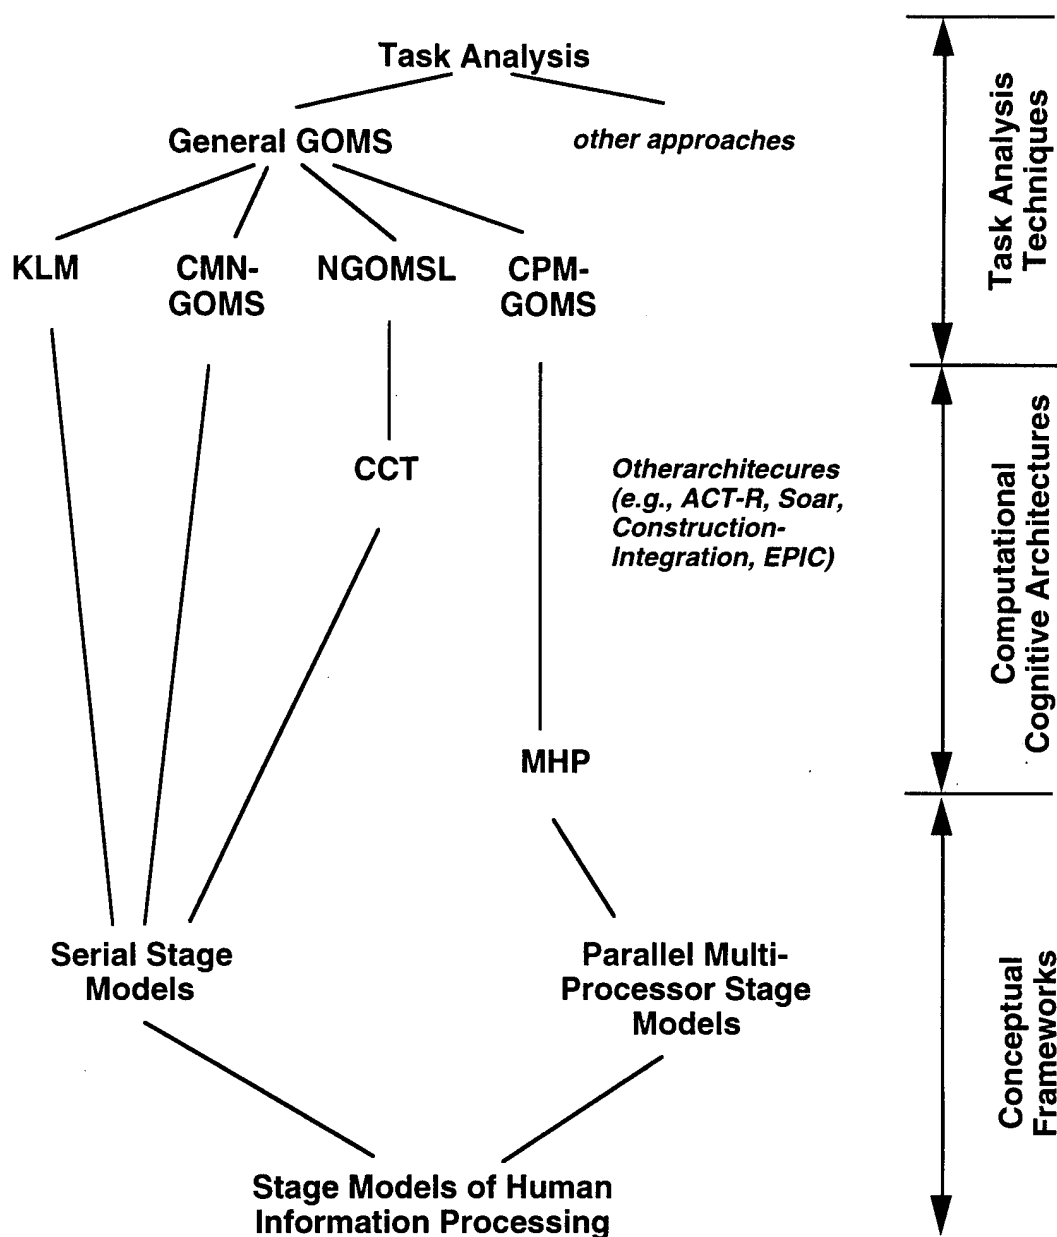 Task Analysis
General GOMS
other approaches
KLM
CMN-
GOMS
NGOMSL
CPM-
GOMS
Task Analysis
Techniques
CCT
Otherarchitecures
(e.g., ACT-R, Soar,
Construction-
Integration, EPIC)
MHP
Computational
Cognitive Architectures
Serial Stage
Models
Parallel Multi-
Processor Stage
Models
Stage Models of Human
Information Processing
Conceptual
Frameworks